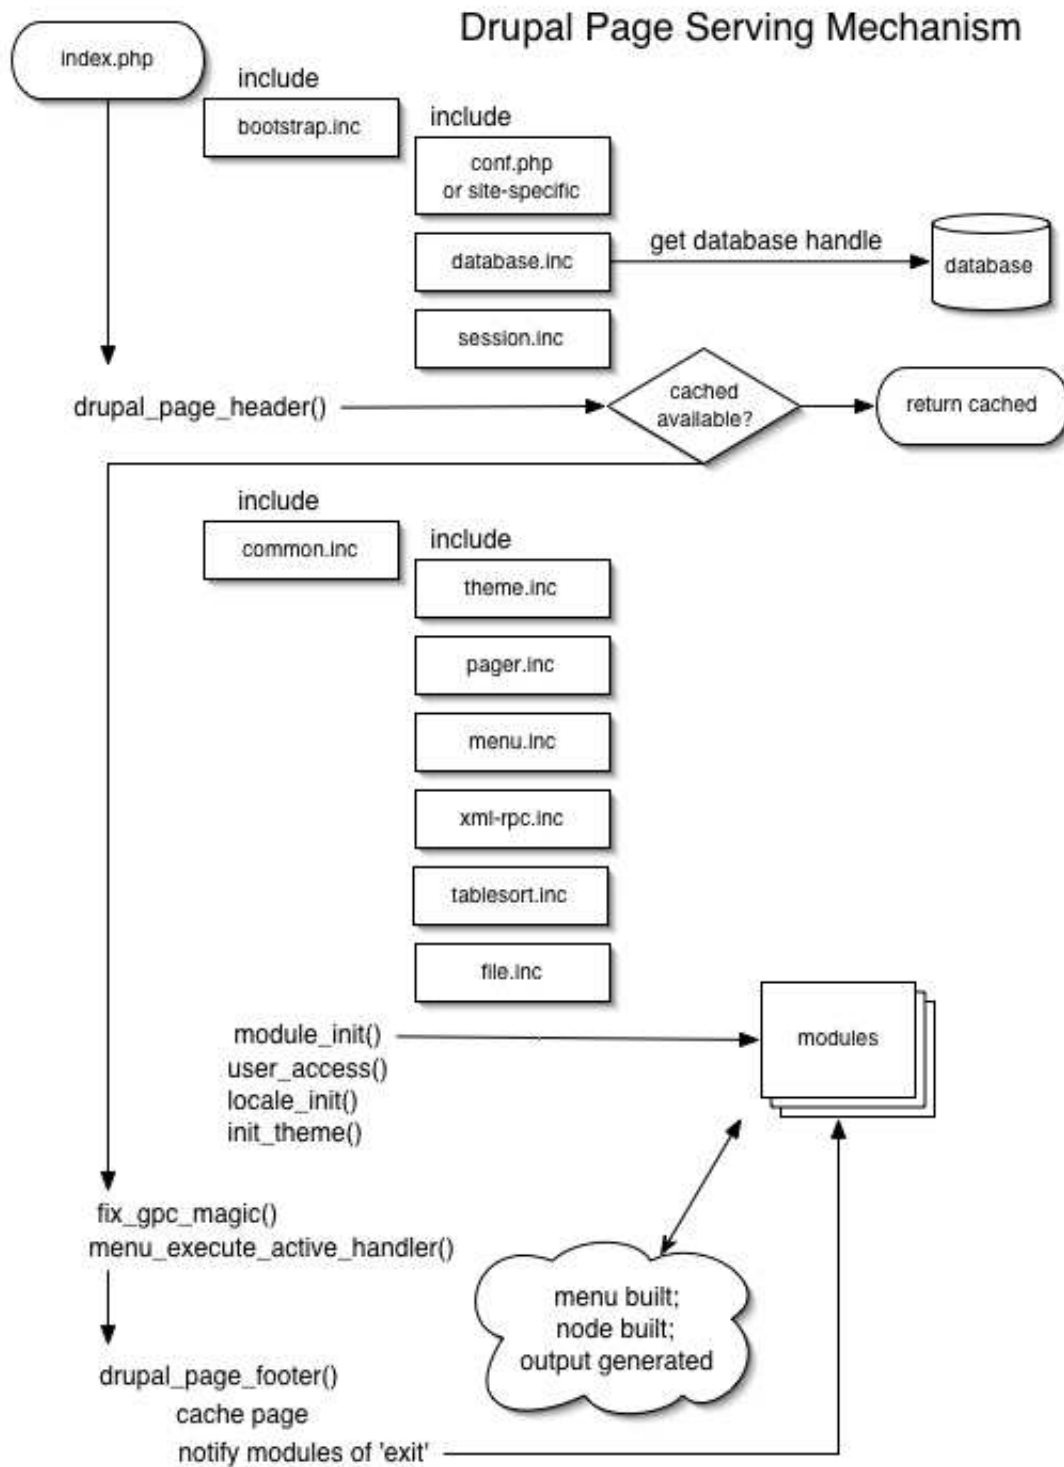 Drupal Page Serving Mechanism
index.php
include
bootstrap.inc
include
conf.php
or site-specific
database.inc
get database handle
database
session.inc
drupal_page_header()
cached
available?
return cached
include
common.inc
include
theme.inc
pager.inc
menu.inc
xml-rpc.inc
tablesort.inc
file.inc
module_init()
user_access()
locale_init()
init_theme()
modules
fix_gpc_magic()
menu_execute_active_handler()
menu built;
node built;
output generated
drupal_page_footer()
cache page
notify modules of 'exit'